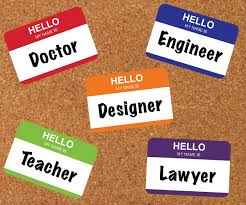 HELLO
MY NAME IS
Doctor
HELLO
MY NAME IS
Engineer
HELLO
MY NAME IS
Designer
HELLO
MY NAME IS
Teacher
HELLO
MY NAME IS
Lawyer